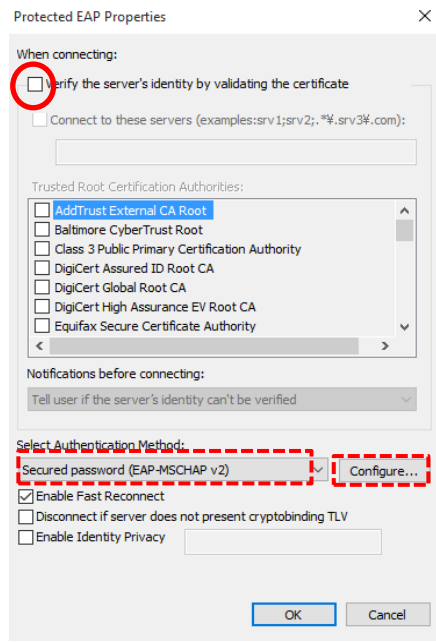 Protected EAP Properties
When connecting:
Verify the server's identity by validating the certificate
Connect to these servers (examples:srv1;srv2;.*¥.srv3¥.com):
Trusted Root Certification Authorities:
AddTrust External CA Root
Baltimore CyberTrust Root
Class 3 Public Primary Certification Authority
DigiCert Assured ID Root CA
DigiCert Global Root CA
DigiCert High Assurance EV Root CA
Equifax Secure Certificate Authority
Notifications before connecting:
Tell user if the server's identity can't be verified
Select Authentication Method:
Secured password (EAP-MSCHAP v2) Configure...
Enable Fast Reconnect
Disconnect if server does not present cryptobinding TLV
Enable Identity Privacy
OK Cancel